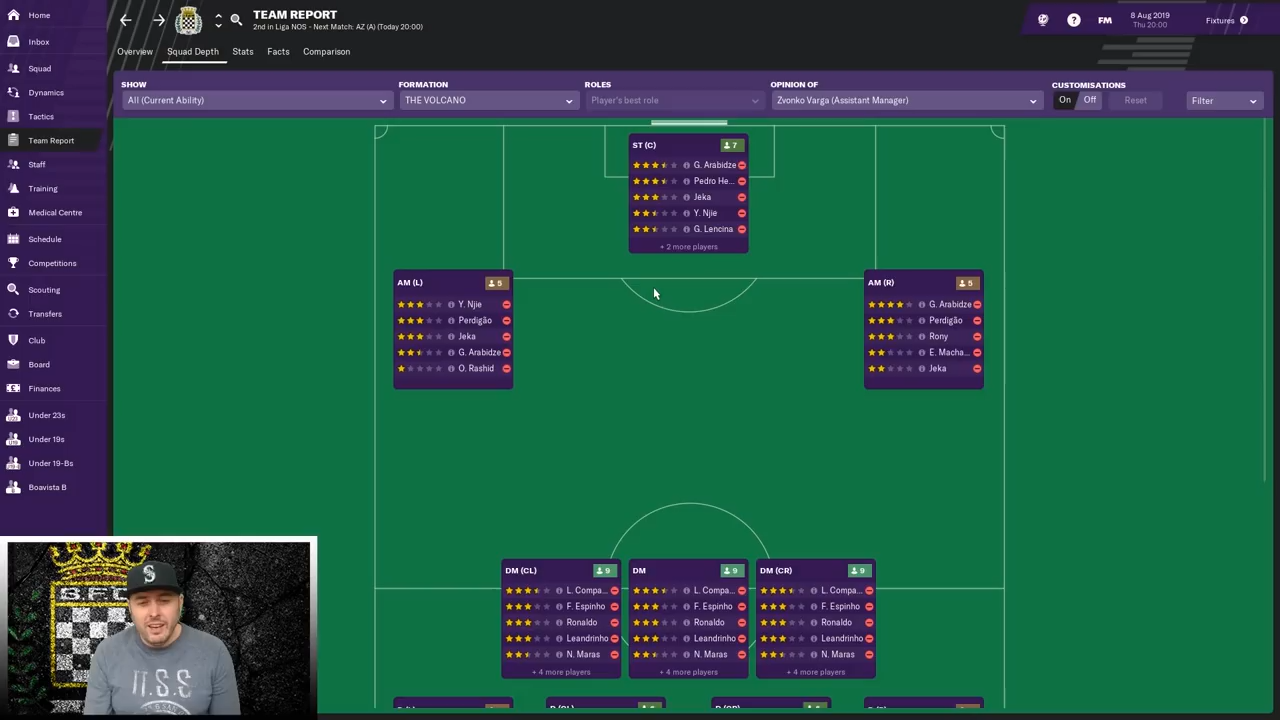 Home
Inbox
Squad
Dynamics
Tactics
Team Report
Staff
Training
Medical Centre
Schedule
Competitions
Scouting
Transfers
Club
Board
Finances
Under 23s
Under 19s
Under 19-Bs
Boavista B
TEAM REPORT
2nd in Liga NOS - Next Match: AZ (A) (Today 20:00)
FM
8 Aug 2019
Thu 20:00
Fixtures
Overview
Squad Depth
Stats
Facts
Comparison
SHOW
All (Current Ability)
FORMATION
THE VOLCANO
ROLES
Player's best role
OPINION OF
Zvonko Varga (Assistant Manager)
CUSTOMISATIONS
On Off Reset
Filter
ST (C) 7
G. Arabidze
Pedro He...
Jeka
Y. Njie
G. Lencina
+ 2 more players
AM (L) 5
Y. Njie
Perdigão
Jeka
G. Arabidze
O. Rashid
AM (R) 5
G. Arabidze
Perdigão
Rony
E. Macha...
Jeka
DM (CL) 9
L. Compa...
F. Espinho
Ronaldo
Leandrinho
N. Maras
+ 4 more players
DM 9
L. Compa...
F. Espinho
Ronaldo
Leandrinho
N. Maras
+ 4 more players
DM (CR) 9
L. Compa...
F. Espinho
Ronaldo
Leandrinho
N. Maras
+ 4 more players